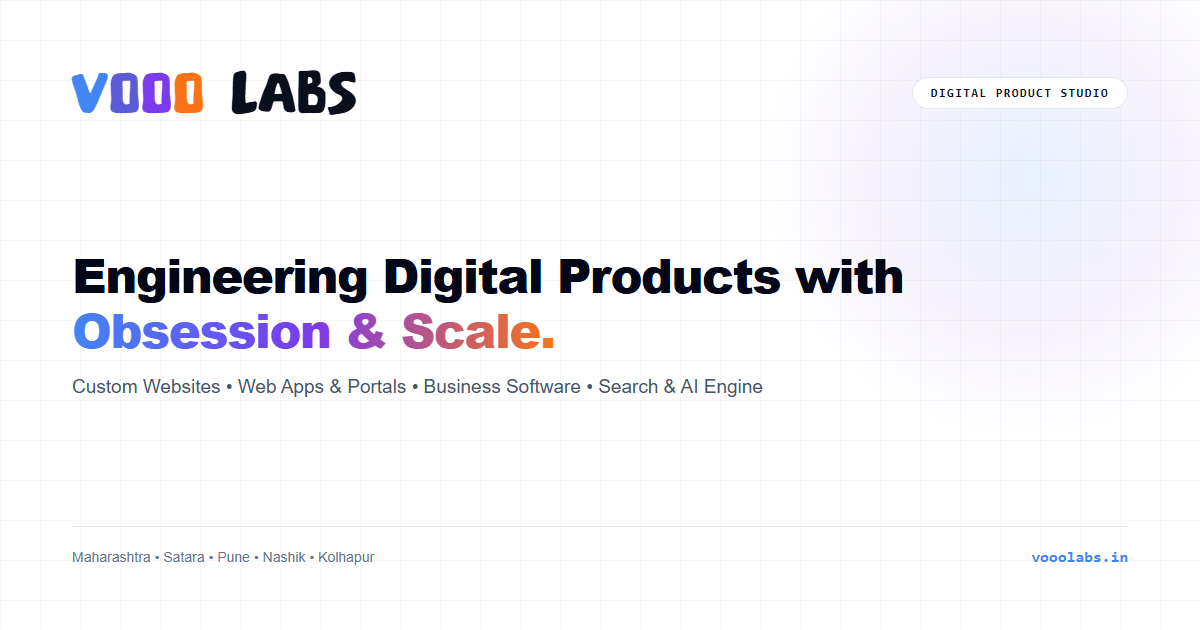 VOOO LABS
DIGITAL PRODUCT STUDIO
Engineering Digital Products with
Obsession & Scale.
Custom Websites • Web Apps & Portals • Business Software • Search & AI Engine
Maharashtra • Satara • Pune • Nashik • Kolhapur
vooolabs.in